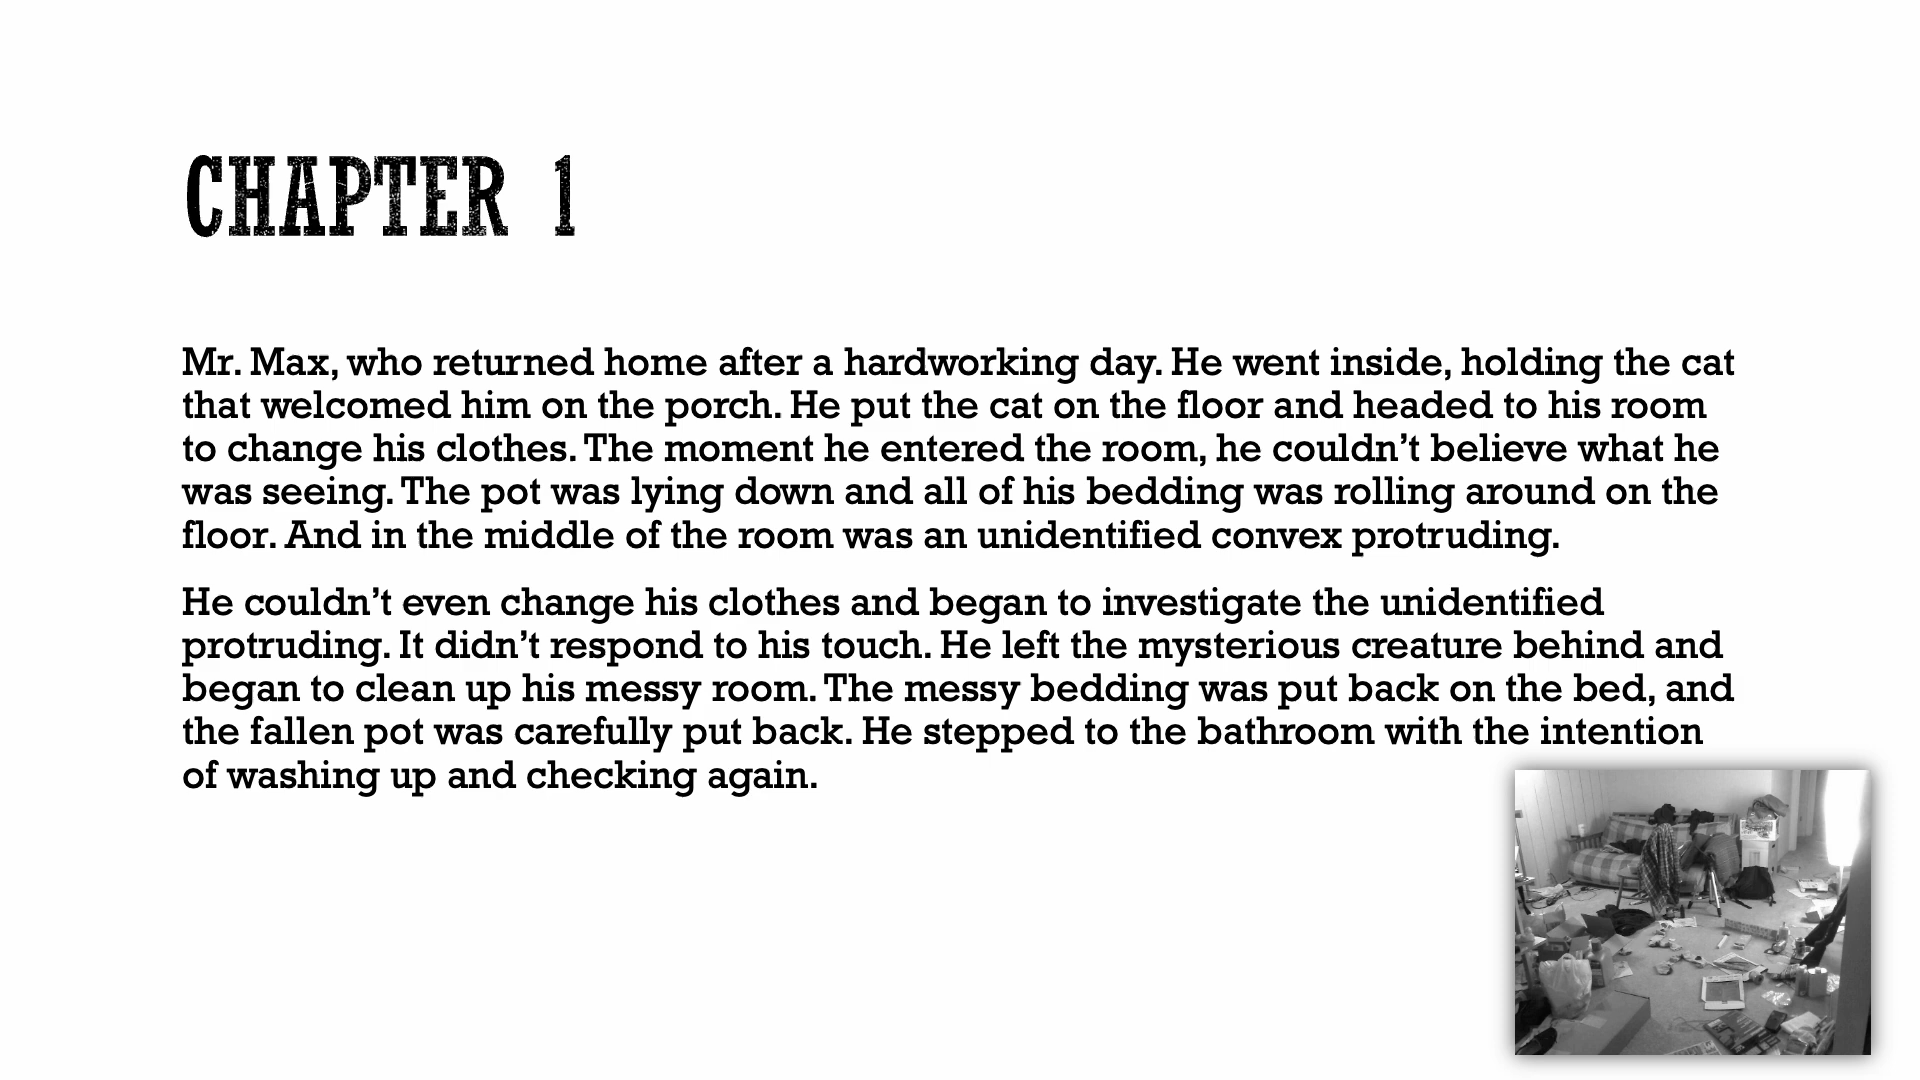 CHAPTER 1
Mr. Max, who returned home after a hardworking day. He went inside, holding the cat
that welcomed him on the porch. He put the cat on the floor and headed to his room
to change his clothes. The moment he entered the room, he couldn’t believe what he
was seeing. The pot was lying down and all of his bedding was rolling around on the
floor. And in the middle of the room was an unidentified convex protruding.
He couldn’t even change his clothes and began to investigate the unidentified
protruding. It didn’t respond to his touch. He left the mysterious creature behind and
began to clean up his messy room. The messy bedding was put back on the bed, and
the fallen pot was carefully put back. He stepped to the bathroom with the intention
of washing up and checking again.